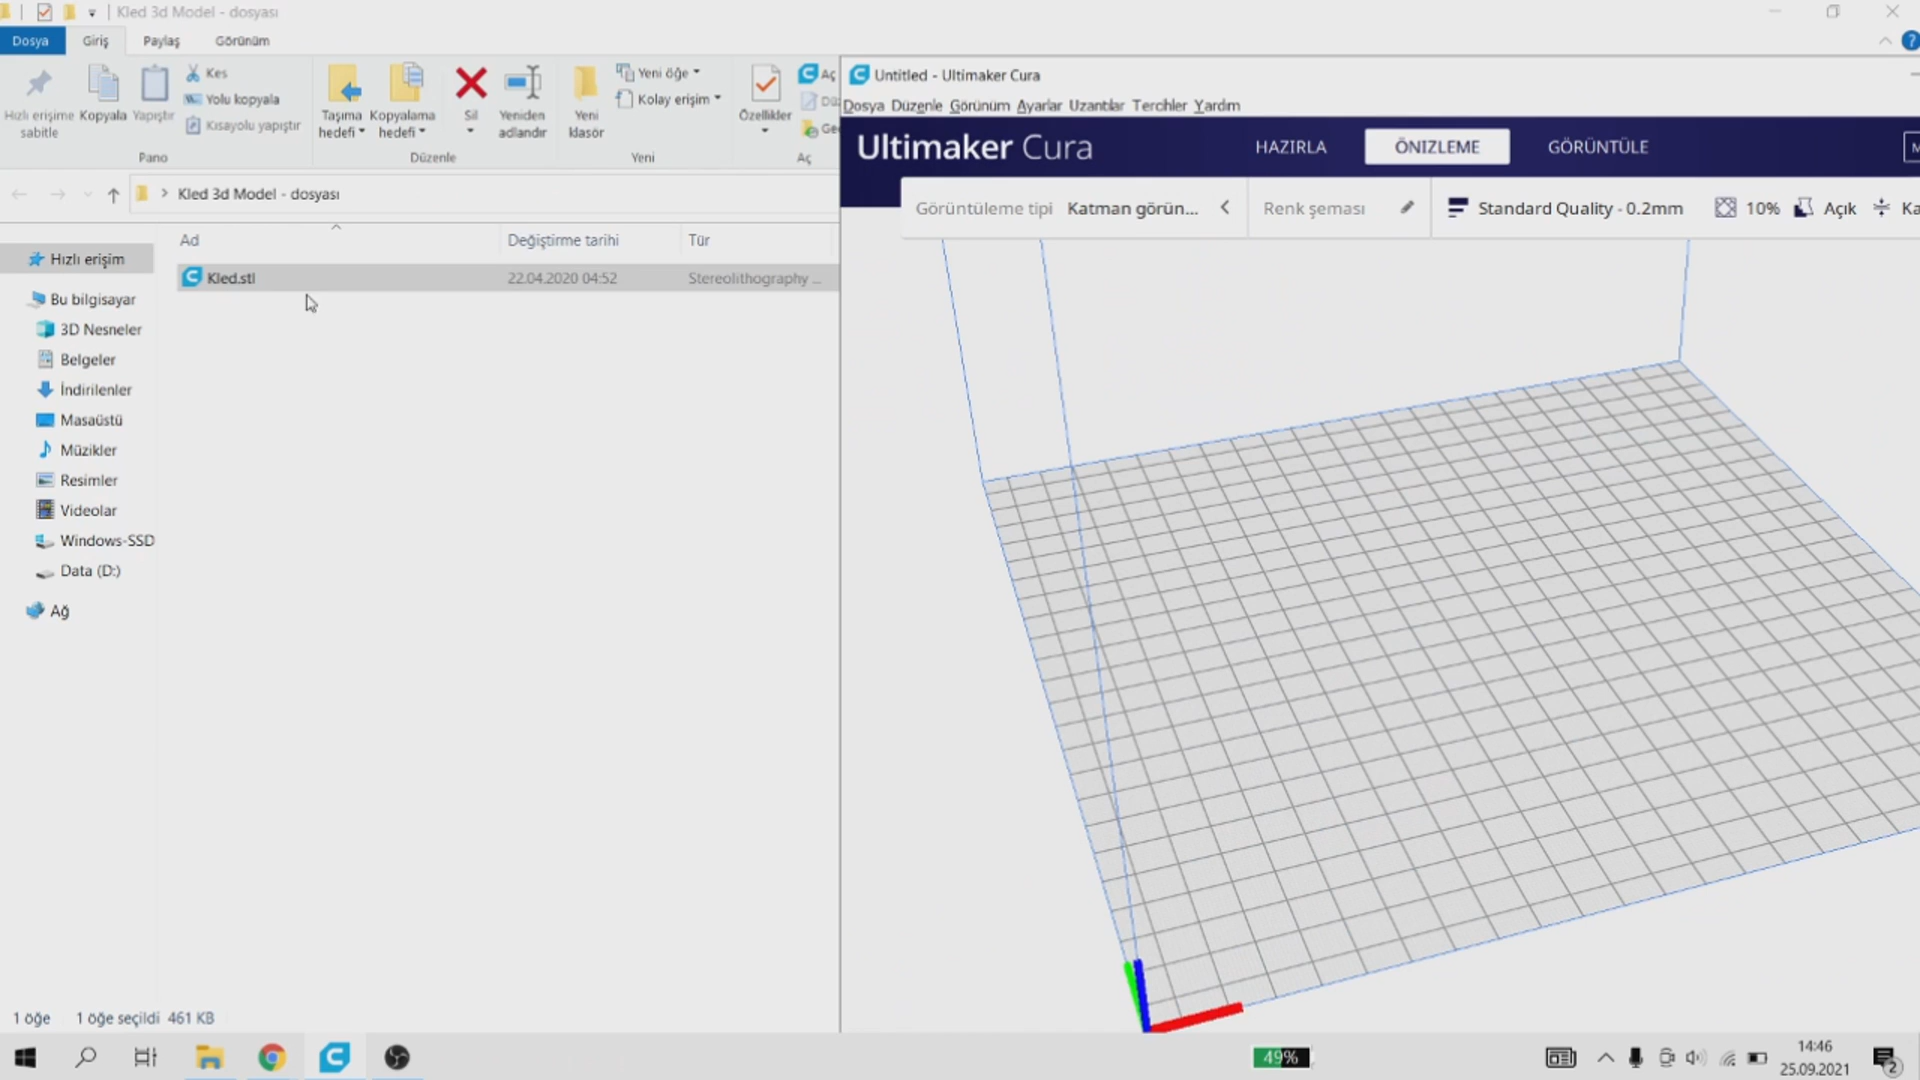 Kled 3d Model - dosyası
Dosya Giriş Paylaş Görünüm
Hızlı erişime sabitle
Kopyala
Yapıştır
Kes
Yolu kopyala
Kısayolu yapıştır
Pano
Taşıma hedefi
Kopyalama hedefi
Sil
Yeniden adlandır
Düzenle
Yeni klasör
Yeni öğe
Kolay erişim
Yeni
Özellikler
Aç
Aç
Kled 3d Model - dosyası
Ad Değiştirme tarihi Tür
Kled.stl 22.04.2020 04:52 Stereolithography ...
Hızlı erişim
Bu bilgisayar
3D Nesneler
Belgeler
İndirilenler
Masaüstü
Müzikler
Resimler
Videolar
Windows-SSD
Data (D:)
Ağ
1 öğe 1 öğe seçildi 461 KB
Untitled - Ultimaker Cura
Dosya Düzenle Görünüm Ayarlar Uzantılar Tercihler Yardım
Ultimaker Cura HAZIRLA ÖNİZLEME GÖRÜNTÜLE
Görüntüleme tipi Katman görün... Renk şeması Standard Quality - 0.2mm 10% Açık
49%
14:46
25.09.2021
2